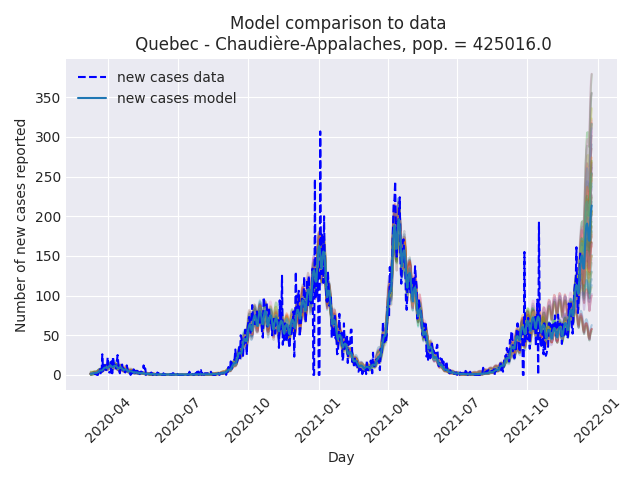 Model comparison to data
Quebec - Chaudière-Appalaches, pop. = 425016.0
new cases data
new cases model
Number of new cases reported
350
300
250
200
150
100
50
0
2020-04
2020-07
2020-10
2021-01
2021-04
2021-07
2021-10
2022-01
Day